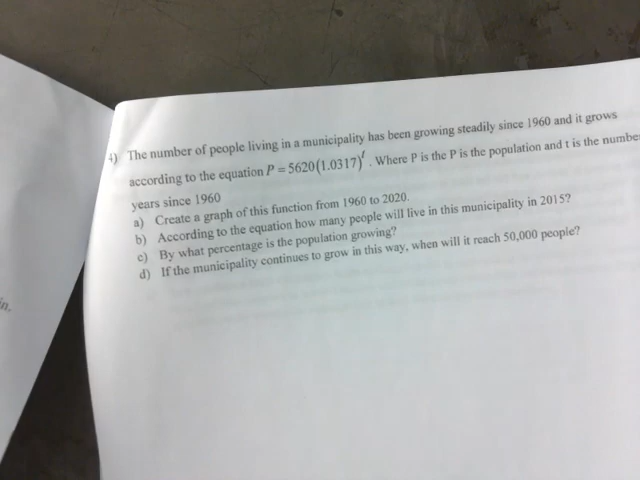 4) The number of people living in a municipality has been growing steadily since 1960 and it grows
according to the equation P = 5620(1.0317)^t . Where P is the P is the population and t is the number
years since 1960
a) Create a graph of this function from 1960 to 2020.
b) According to the equation how many people will live in this municipality in 2015?
c) By what percentage is the population growing?
d) If the municipality continues to grow in this way, when will it reach 50,000 people?
in.